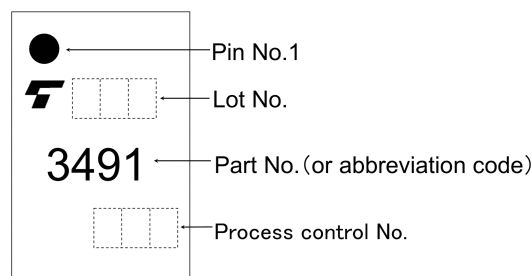 Pin No.1
Lot No.
3491
Part No.(or abbreviation code)
Process control No.